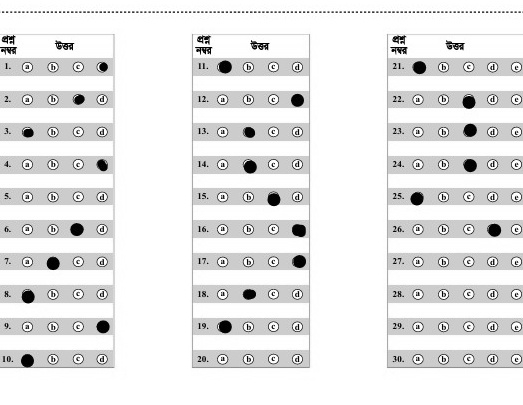 প্রশ্ন
নম্বর উত্তর
1. a b c
2. a b d
3. b c d
4. a b c
5. a b c d
6. a b d
7. a c d
8. b c d
9. a b c
10. b c d
প্রশ্ন
নম্বর উত্তর
11. b c d
12. a b c
13. a c d
14. a c d
15. a b d
16. a b c
17. a b c
18. a c d
19. b c d
20. a b c d
প্রশ্ন
নম্বর উত্তর
21. b c d e
22. a b d e
23. a b d e
24. a b d e
25. b c d e
26. a b c e
27. a b c d e
28. a b c d e
29. a b c d e
30. a b c d e